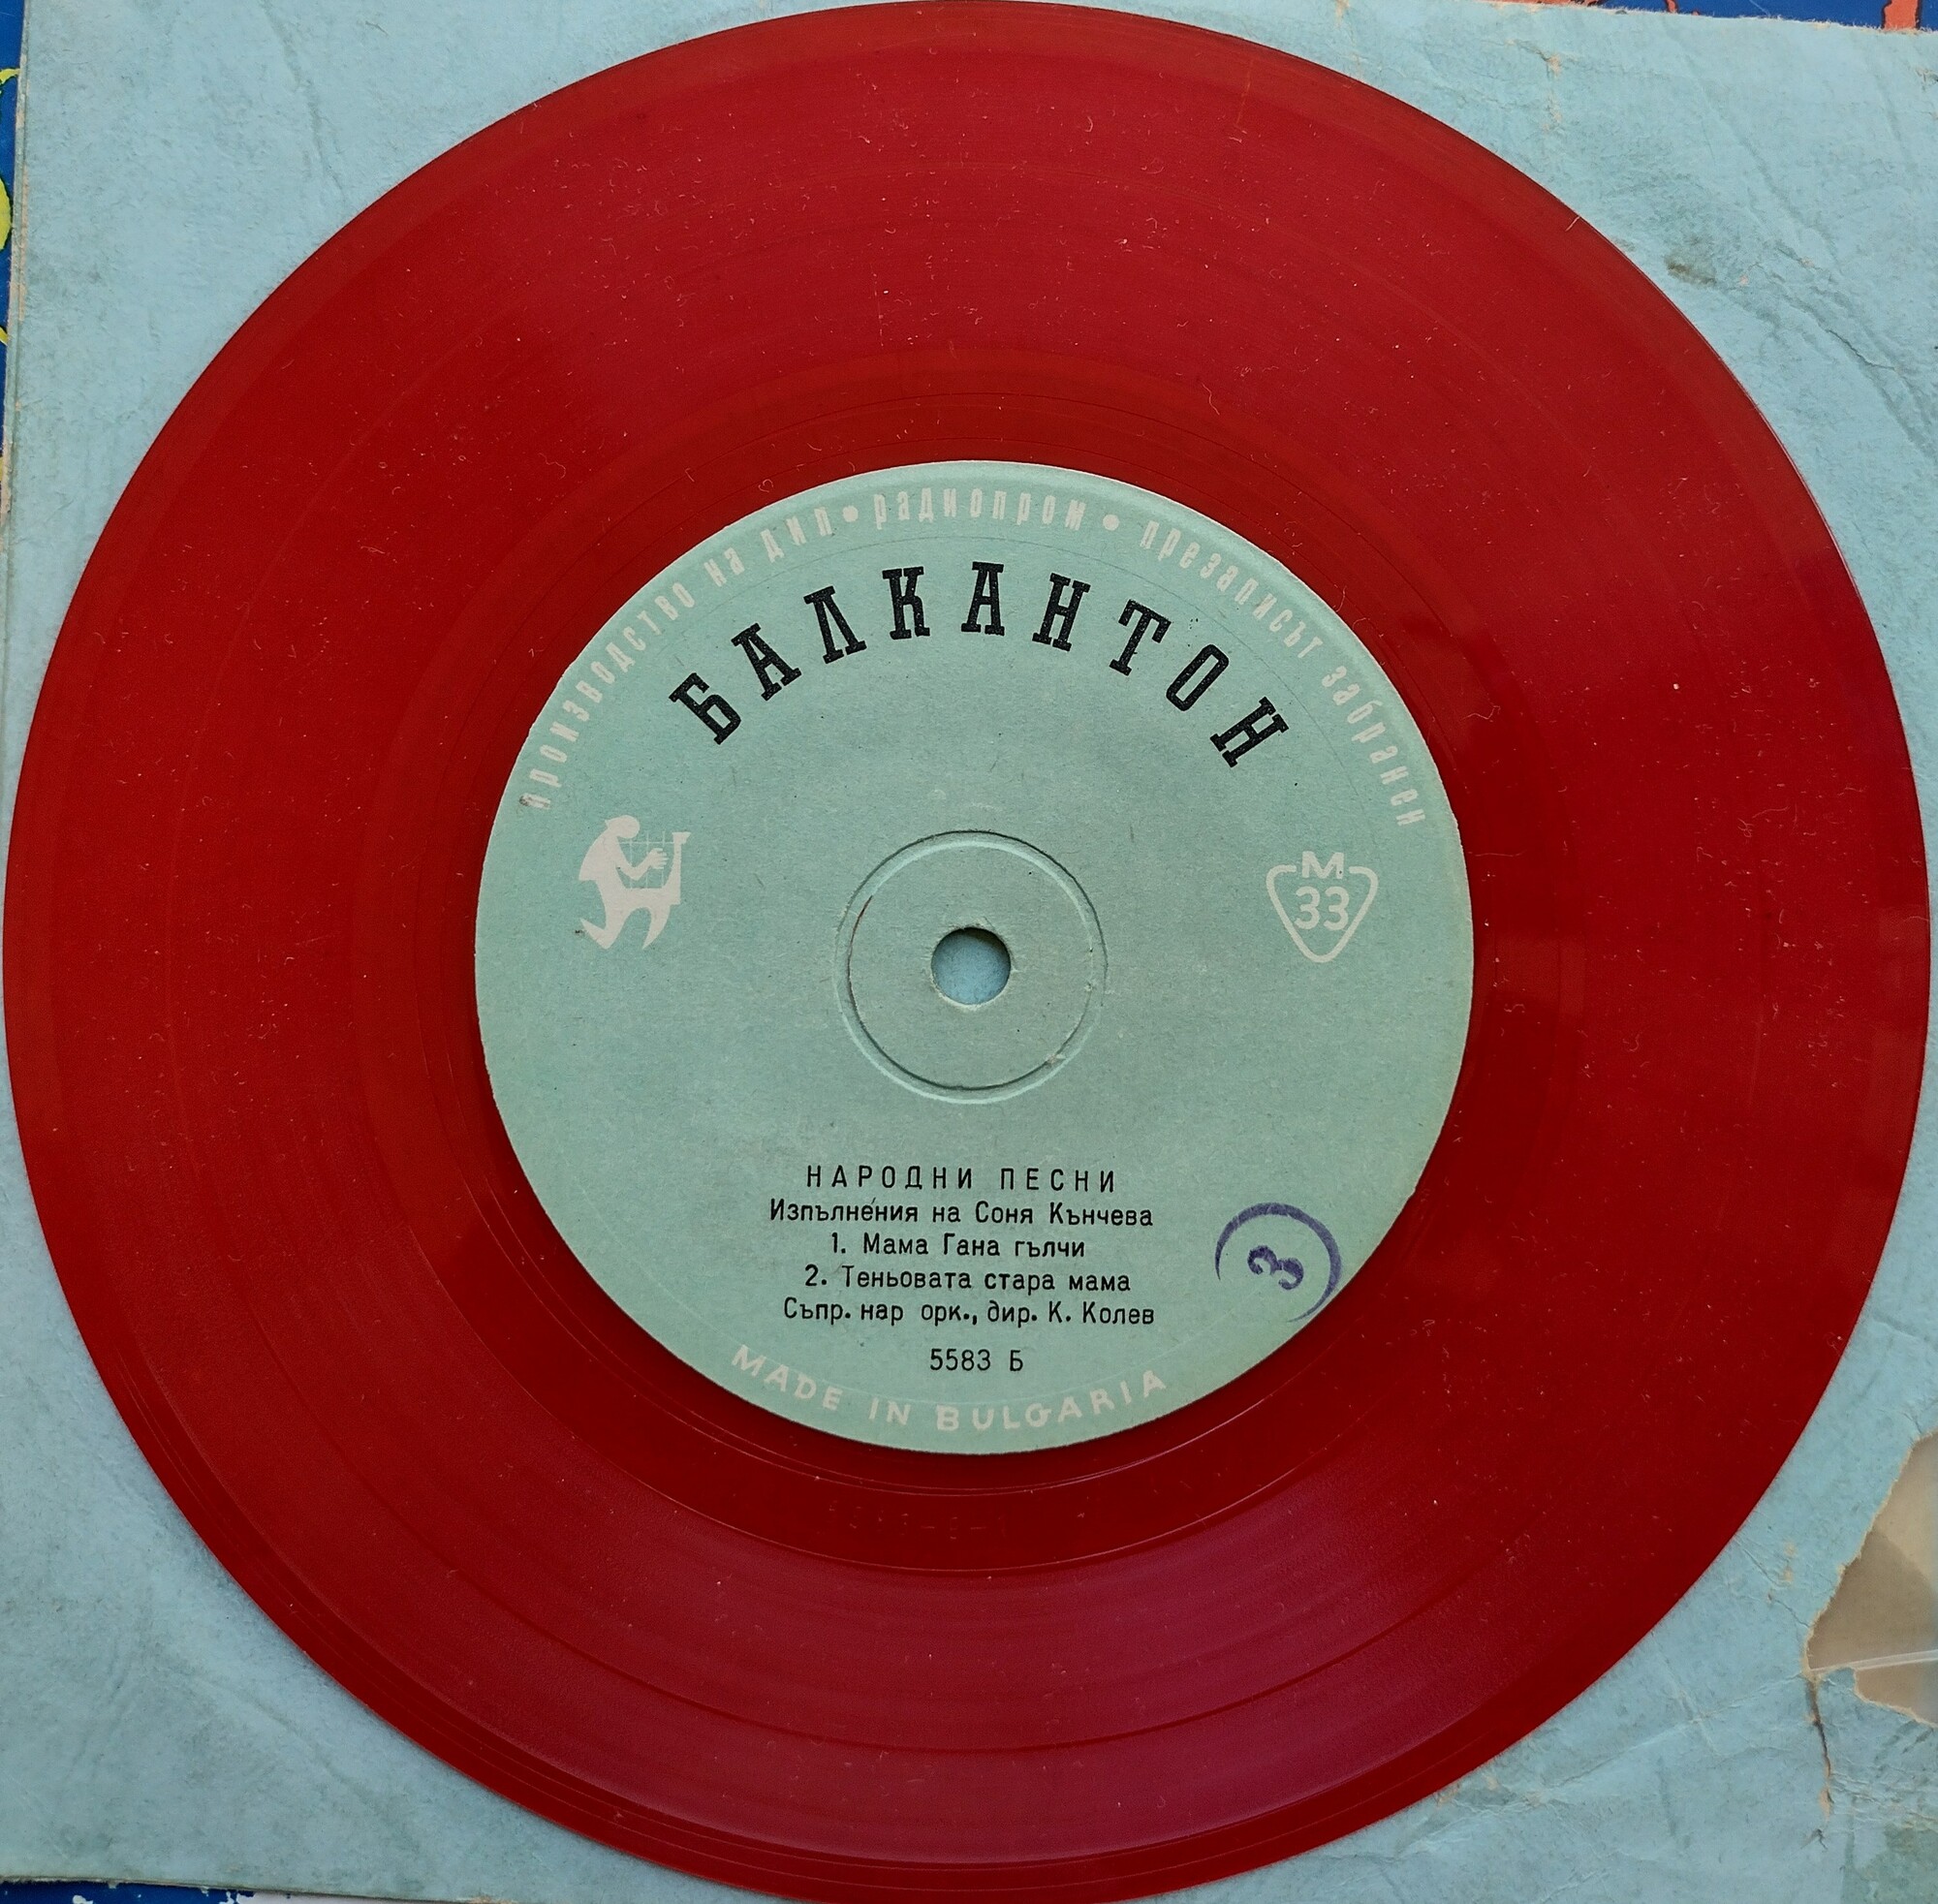 производство на дип • радиопром • презаписът забранен
БАЛКАНТОН
М
33
НАРОДНИ ПЕСНИ
Изпълнения на Соня Кънчева
1. Мама Гана гълчи
2. Теньовата стара мама
Съпр. нар орк., дир. К. Колев
3
5583 Б
MADE IN BULGARIA